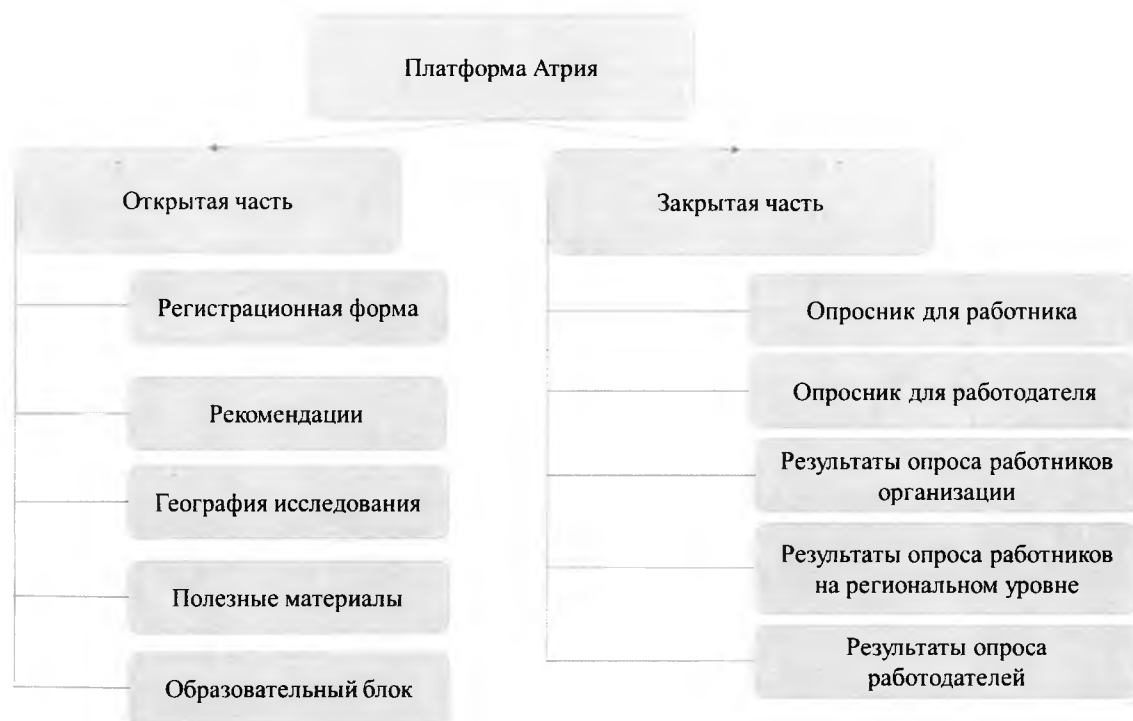 Платформа Атрия
Открытая часть
Регистрационная форма
Рекомендации
География исследования
Полезные материалы
Образовательный блок
Закрытая часть
Опросник для работника
Опросник для работодателя
Результаты опроса работников
организации
Результаты опроса работников
на региональном уровне
Результаты опроса
работодателей